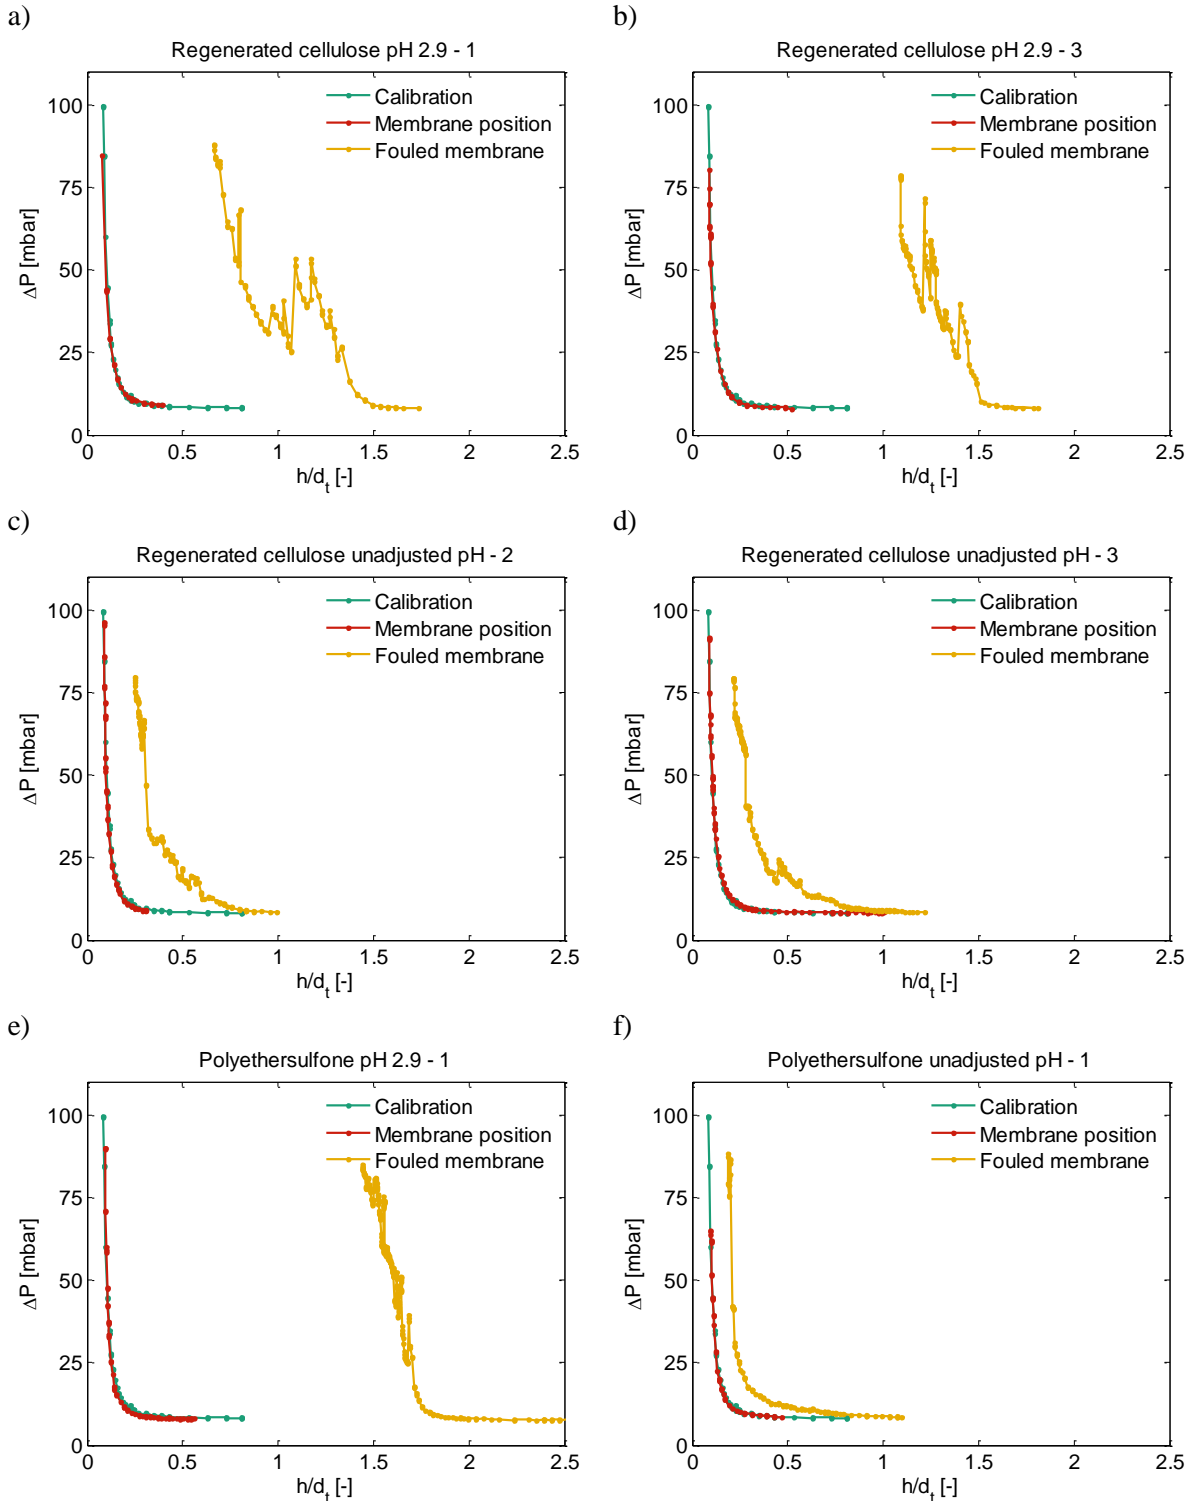 a)
Regenerated cellulose pH 2.9 - 1
Calibration
Membrane position
Fouled membrane
100
75
50
25
0
ΔP [mbar]
0 0.5 1 1.5 2 2.5
h/d_t [-]
b)
Regenerated cellulose pH 2.9 - 3
Calibration
Membrane position
Fouled membrane
100
75
50
25
0
ΔP [mbar]
0 0.5 1 1.5 2 2.5
h/d_t [-]
c)
Regenerated cellulose unadjusted pH - 2
Calibration
Membrane position
Fouled membrane
100
75
50
25
0
ΔP [mbar]
0 0.5 1 1.5 2 2.5
h/d_t [-]
d)
Regenerated cellulose unadjusted pH - 3
Calibration
Membrane position
Fouled membrane
100
75
50
25
0
ΔP [mbar]
0 0.5 1 1.5 2 2.5
h/d_t [-]
e)
Polyethersulfone pH 2.9 - 1
Calibration
Membrane position
Fouled membrane
100
75
50
25
0
ΔP [mbar]
0 0.5 1 1.5 2 2.5
h/d_t [-]
f)
Polyethersulfone unadjusted pH - 1
Calibration
Membrane position
Fouled membrane
100
75
50
25
0
ΔP [mbar]
0 0.5 1 1.5 2 2.5
h/d_t [-]